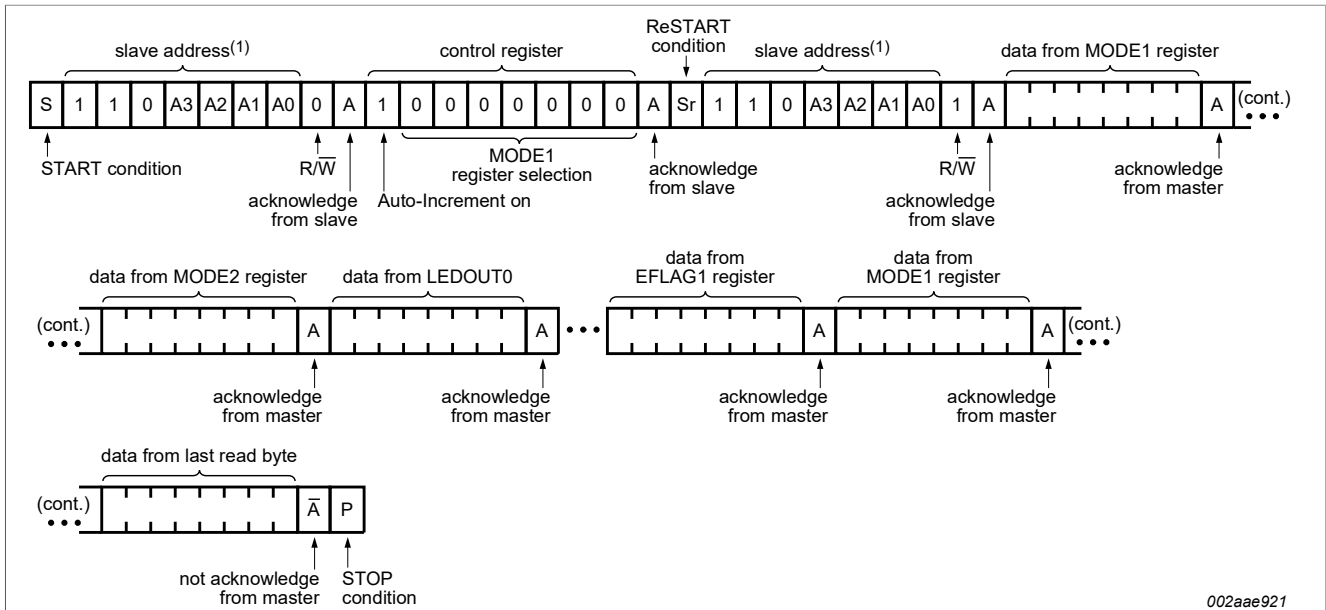 ReSTART
condition
slave address(1) control register slave address(1) data from MODE1 register
S 1 1 0 A3 A2 A1 A0 0 A 1 0 0 0 0 0 0 0 A Sr 1 1 0 A3 A2 A1 A0 1 A A (cont.)
START condition R/W̅ MODE1
register selection R/W̅
acknowledge
from slave
Auto-Increment on
acknowledge
from slave
acknowledge
from slave
acknowledge
from master
data from MODE2 register data from LEDOUT0 data from
EFLAG1 register data from
MODE1 register
(cont.) A A A A (cont.)
acknowledge
from master
acknowledge
from master
acknowledge
from master
acknowledge
from master
data from last read byte
(cont.) A̅ P
not acknowledge
from master
STOP
condition
002aae921